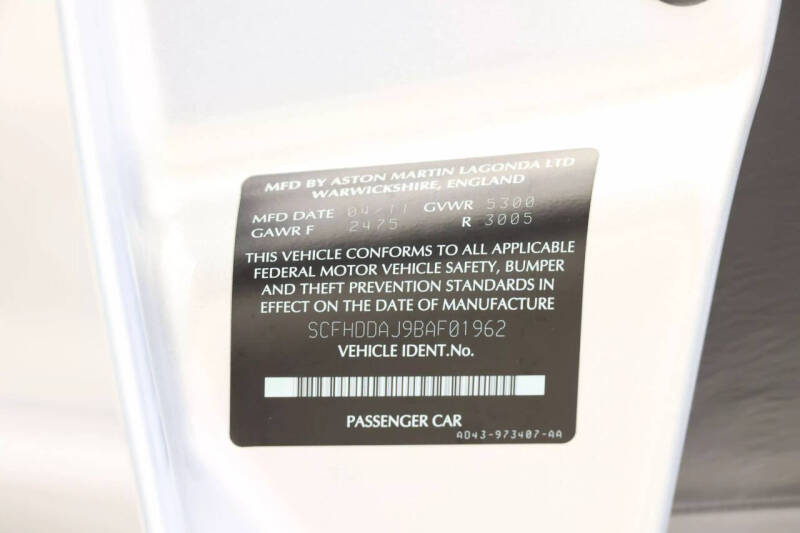 MFD BY ASTON MARTIN LAGONDA LTD
WARWICKSHIRE, ENGLAND
MFD DATE 04/11 GVWR 5300
GAWR F 2475 R 3005
THIS VEHICLE CONFORMS TO ALL APPLICABLE
FEDERAL MOTOR VEHICLE SAFETY, BUMPER
AND THEFT PREVENTION STANDARDS IN
EFFECT ON THE DATE OF MANUFACTURE
SCFHDDAJ9BAF01962
VEHICLE IDENT.No.
PASSENGER CAR
AD43-973407-AA